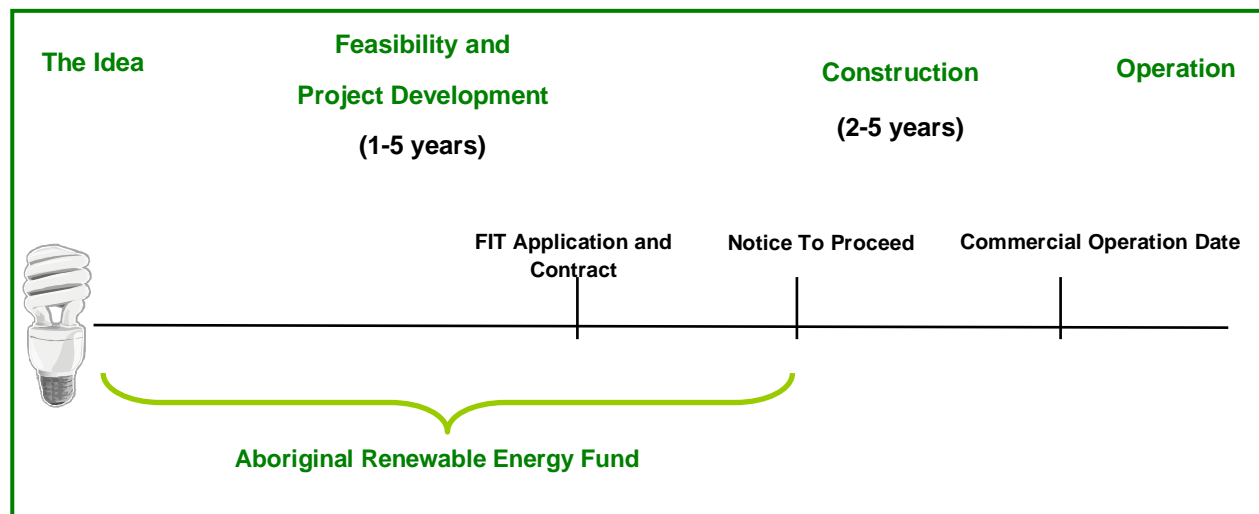 The Idea
Feasibility and
Project Development
(1-5 years)
Construction
(2-5 years)
Operation
FIT Application and
Contract
Notice To Proceed
Commercial Operation Date
Aboriginal Renewable Energy Fund